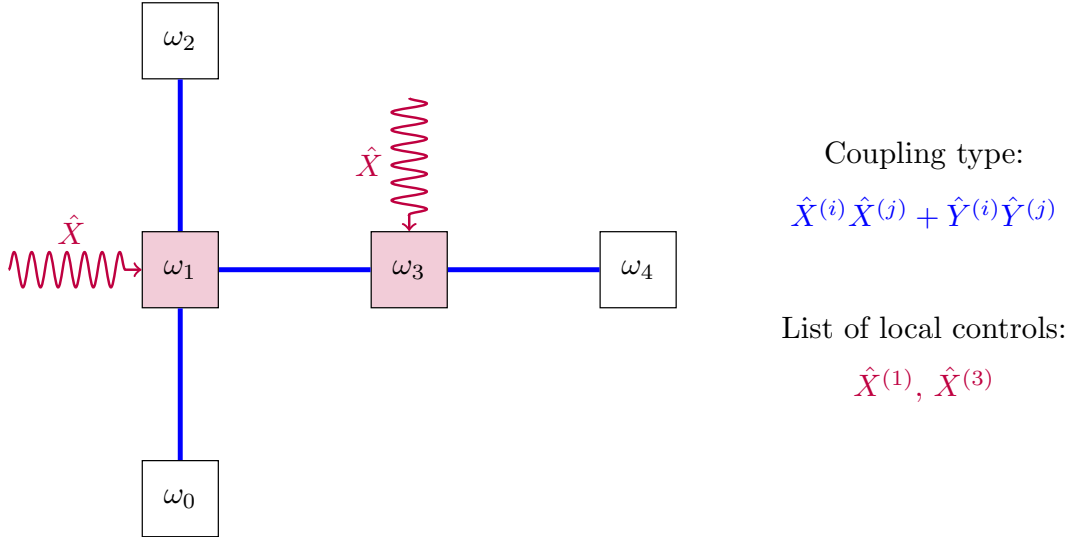 ω₂
X̂
X̂
ω₁
ω₃
ω₄
ω₀
Coupling type:
X̂⁽ⁱ⁾X̂⁽ʲ⁾ + Ŷ⁽ⁱ⁾Ŷ⁽ʲ⁾
List of local controls:
X̂⁽¹⁾, X̂⁽³⁾